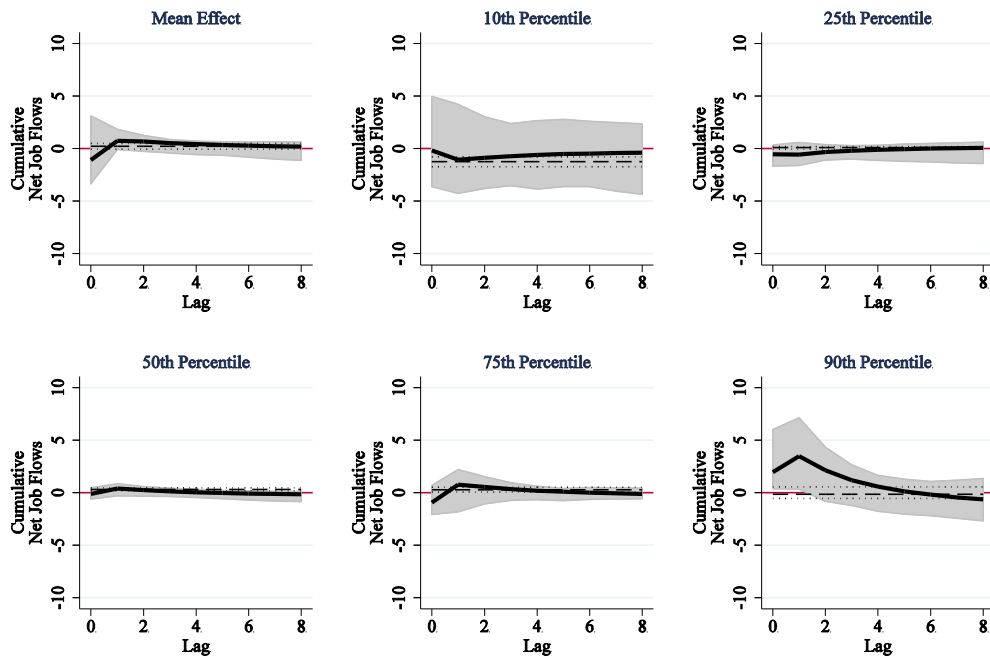 Mean Effect
10th Percentile
25th Percentile
Cumulative
Net Job Flows
10
5
0
-5
-10
0 2 4 6 8
Lag
Cumulative
Net Job Flows
10
5
0
-5
-10
0 2 4 6 8
Lag
Cumulative
Net Job Flows
10
5
0
-5
-10
0 2 4 6 8
Lag
50th Percentile
75th Percentile
90th Percentile
Cumulative
Net Job Flows
10
5
0
-5
-10
0 2 4 6 8
Lag
Cumulative
Net Job Flows
10
5
0
-5
-10
0 2 4 6 8
Lag
Cumulative
Net Job Flows
10
5
0
-5
-10
0 2 4 6 8
Lag